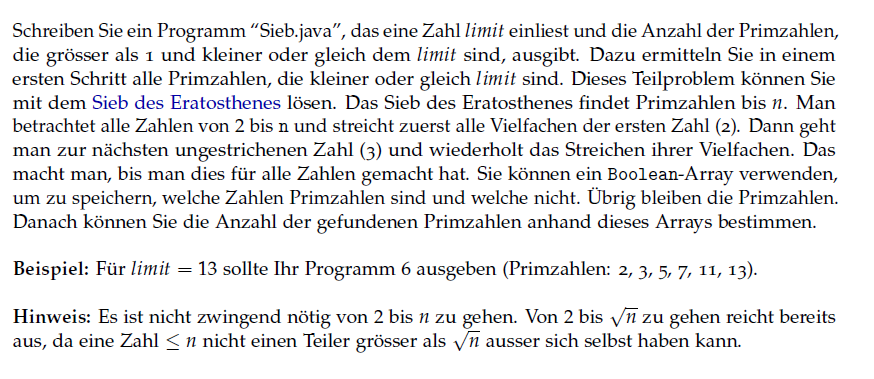 Schreiben Sie ein Programm “Sieb.java”, das eine Zahl limit einliest und die Anzahl der Primzahlen,
die grösser als 1 und kleiner oder gleich dem limit sind, ausgibt. Dazu ermitteln Sie in einem
ersten Schritt alle Primzahlen, die kleiner oder gleich limit sind. Dieses Teilproblem können Sie
mit dem Sieb des Eratosthenes lösen. Das Sieb des Eratosthenes findet Primzahlen bis n. Man
betrachtet alle Zahlen von 2 bis n und streicht zuerst alle Vielfachen der ersten Zahl (2). Dann geht
man zur nächsten ungestrichenen Zahl (3) und wiederholt das Streichen ihrer Vielfachen. Das
macht man, bis man dies für alle Zahlen gemacht hat. Sie können ein Boolean-Array verwenden,
um zu speichern, welche Zahlen Primzahlen sind und welche nicht. Übrig bleiben die Primzahlen.
Danach können Sie die Anzahl der gefundenen Primzahlen anhand dieses Arrays bestimmen.
Beispiel: Für limit = 13 sollte Ihr Programm 6 ausgeben (Primzahlen: 2, 3, 5, 7, 11, 13).
Hinweis: Es ist nicht zwingend nötig von 2 bis n zu gehen. Von 2 bis √n zu gehen reicht bereits
aus, da eine Zahl ≤ n nicht einen Teiler grösser als √n ausser sich selbst haben kann.